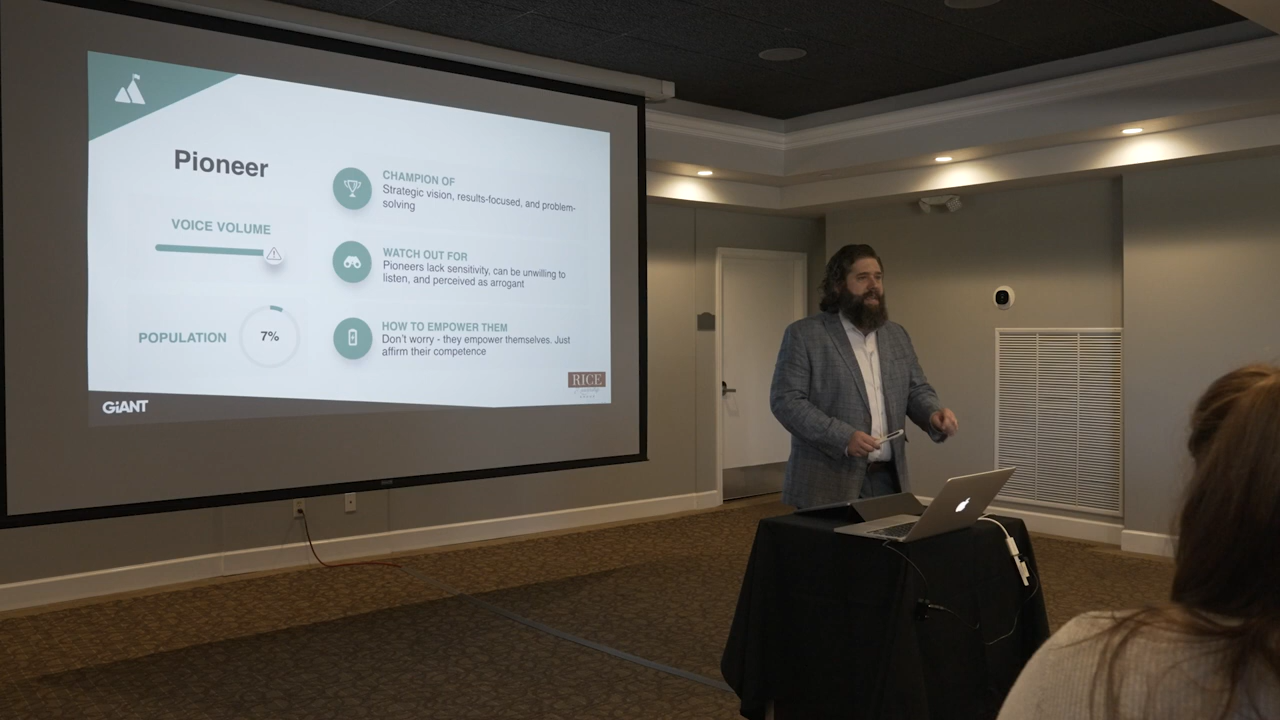 Pioneer
VOICE VOLUME
POPULATION
7%
CHAMPION OF
Strategic vision, results-focused, and problem-
solving
WATCH OUT FOR
Pioneers lack sensitivity, can be unwilling to
listen, and perceived as arrogant
HOW TO EMPOWER THEM
Don't worry - they empower themselves. Just
affirm their competence
GiANT
RICE